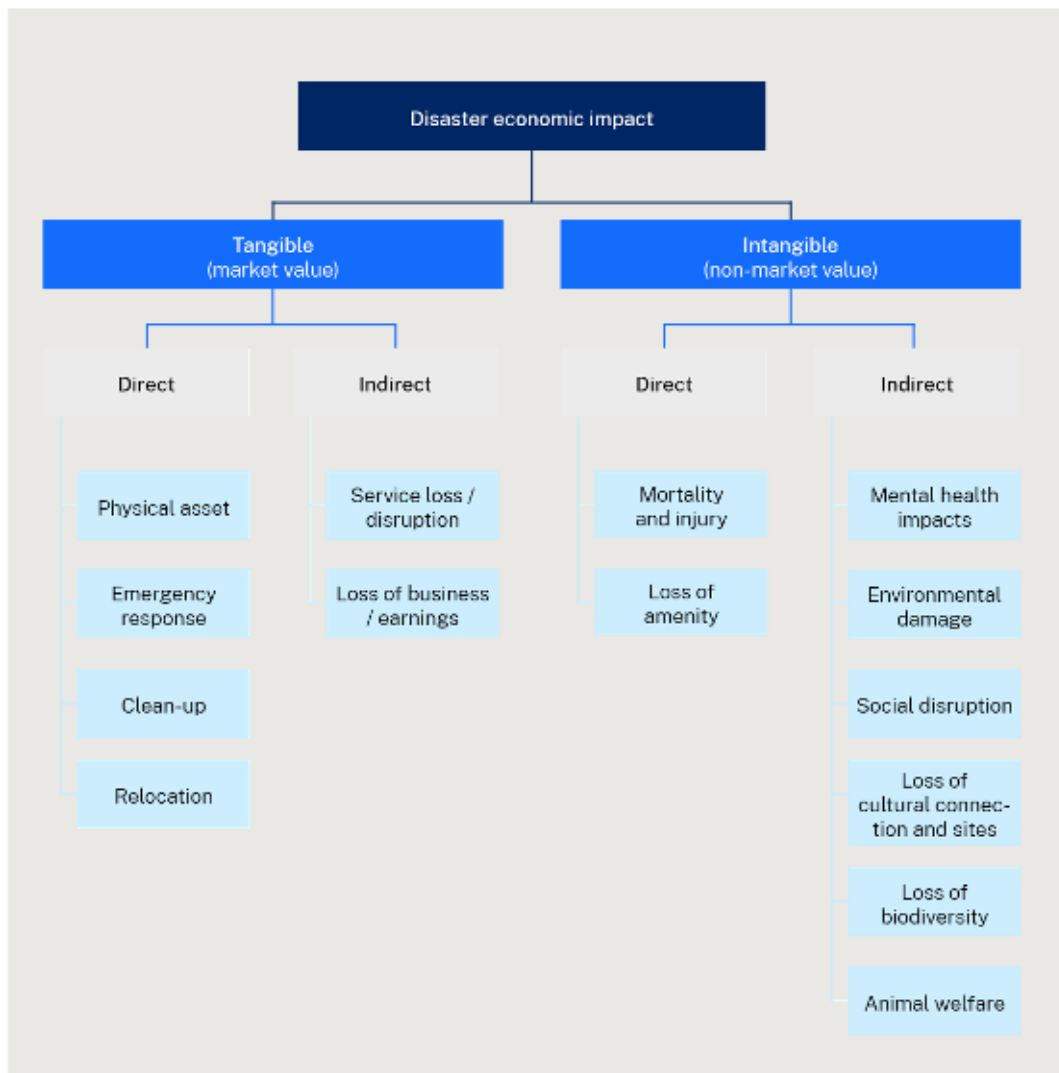 Disaster economic impact
Tangible
(market value)
Intangible
(non-market value)
Direct
Indirect
Direct
Indirect
Physical asset
Emergency
response
Clean-up
Relocation
Service loss /
disruption
Loss of business
/ earnings
Mortality
and injury
Loss of
amenity
Mental health
impacts
Environmental
damage
Social disruption
Loss of
cultural connec-
tion and sites
Loss of
biodiversity
Animal welfare